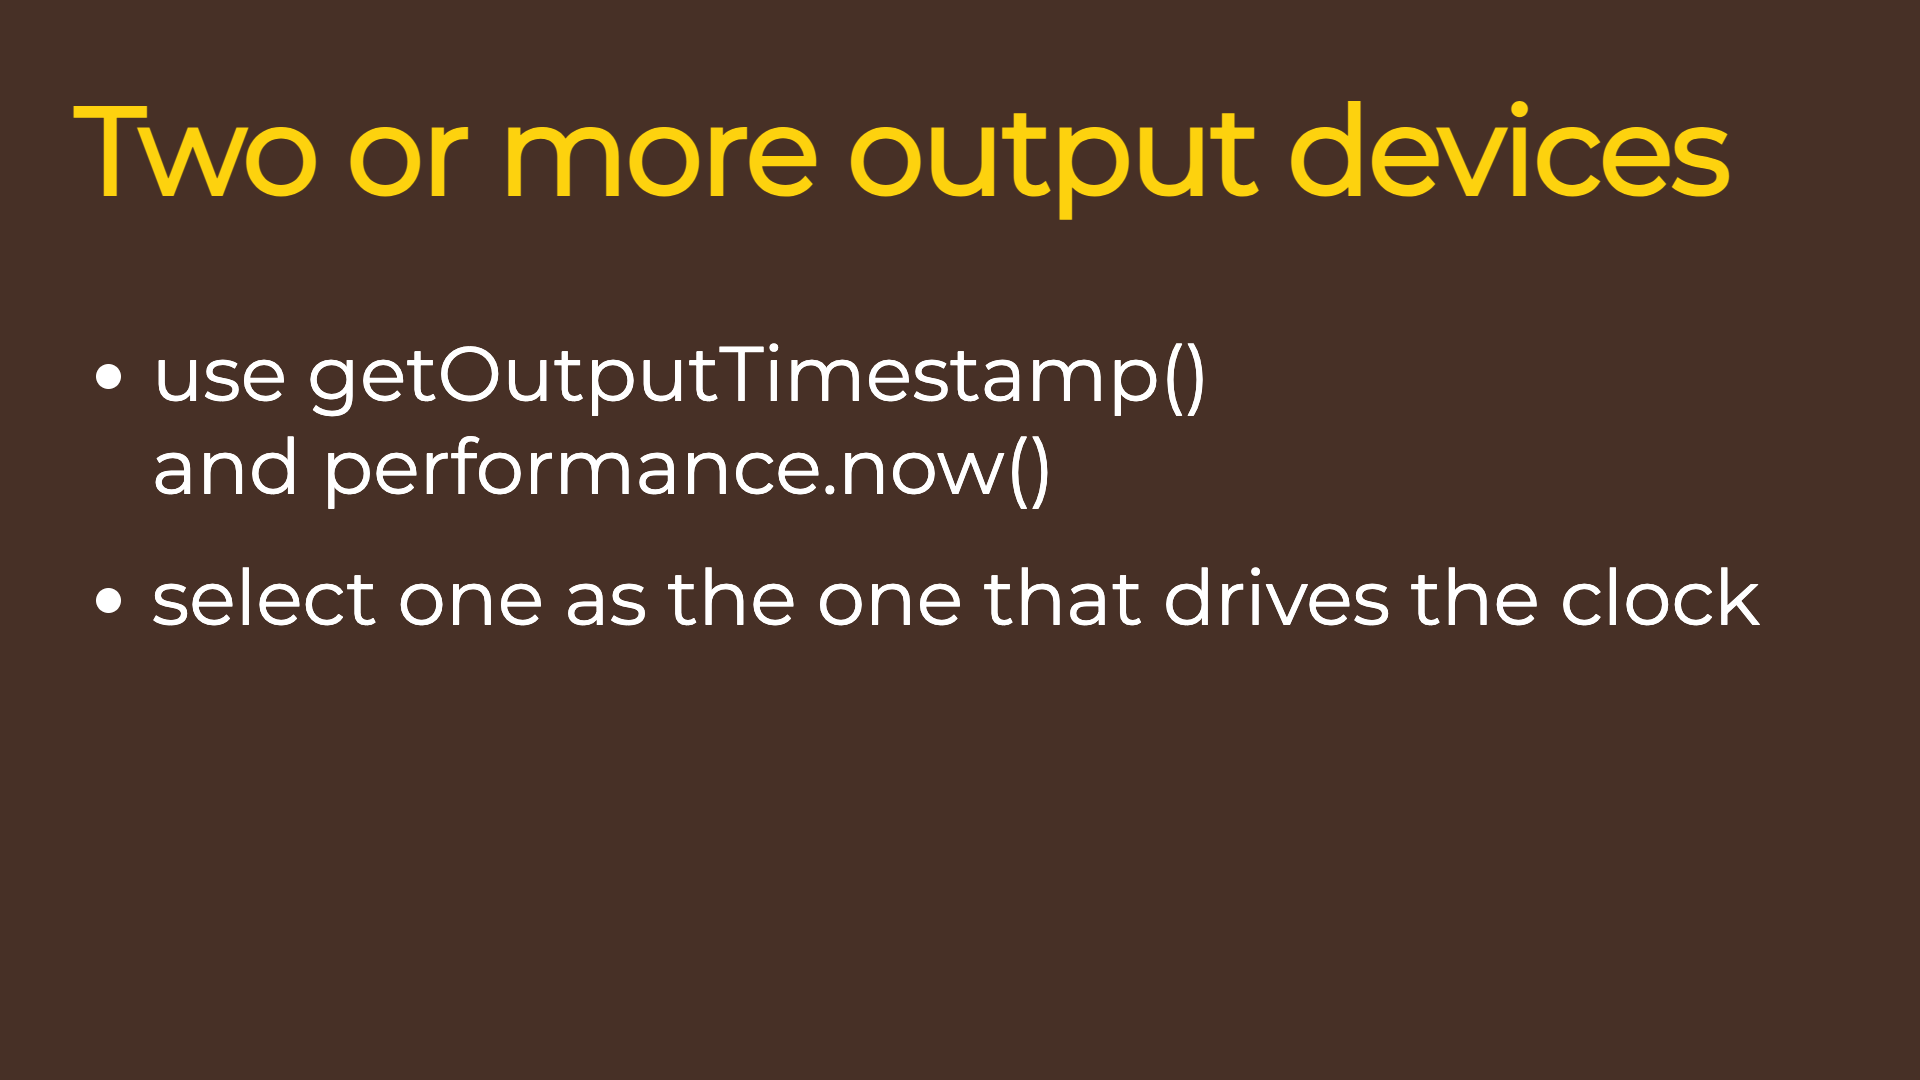 Two or more output devices
• use getOutputTimestamp()
and performance.now()
• select one as the one that drives the clock